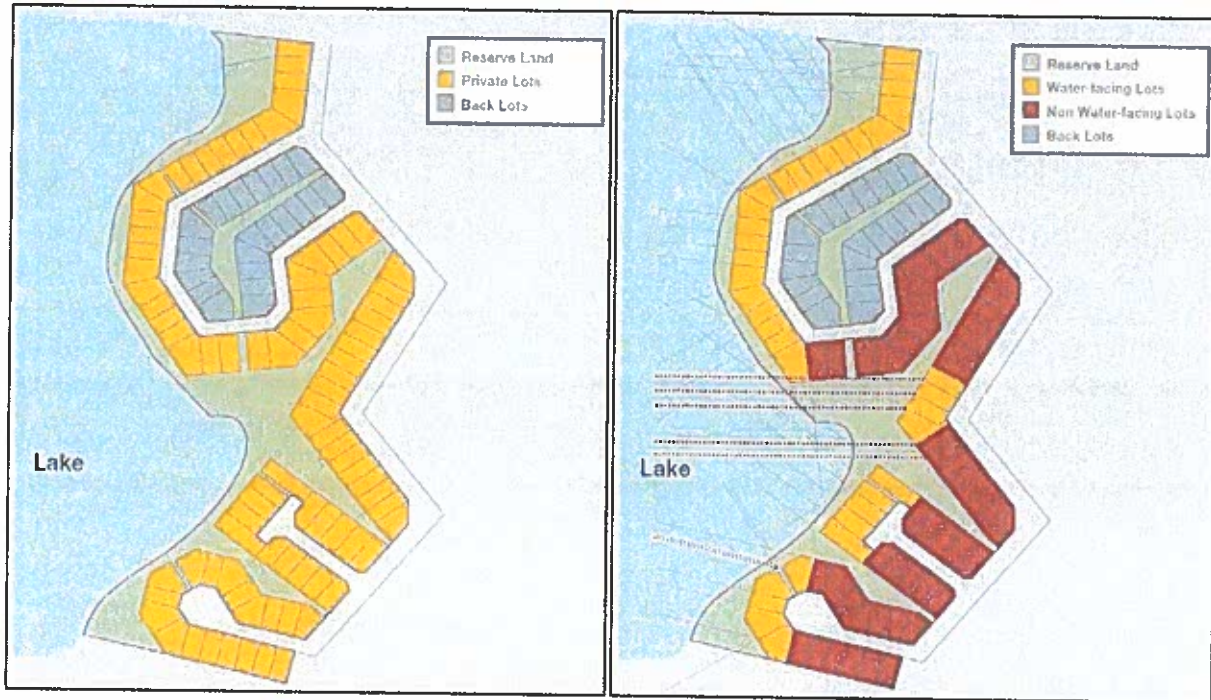 Reserve Land
Private Lots
Back Lots
Lake
Reserve Land
Water-facing Lots
Non Water-facing Lots
Back Lots
Lake